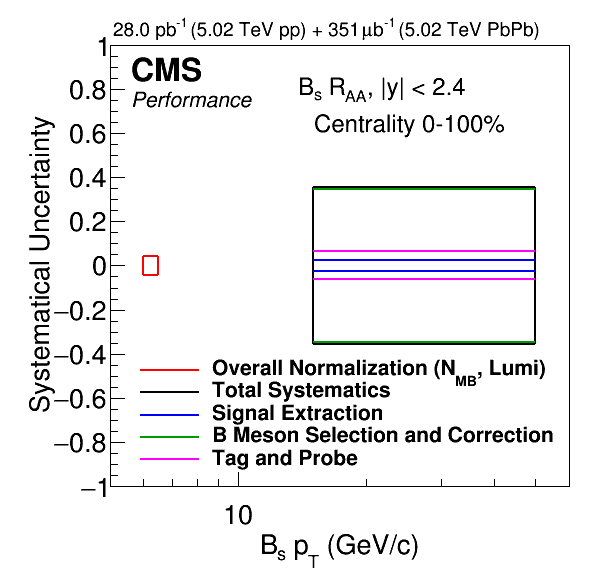 28.0 pb⁻¹ (5.02 TeV pp) + 351 μb⁻¹ (5.02 TeV PbPb)
CMS
Performance
B_s R_AA, |y| < 2.4
Centrality 0-100%
Systematical Uncertainty
1
0.8
0.6
0.4
0.2
0
−0.2
−0.4
−0.6
−0.8
−1
Overall Normalization (N_MB, Lumi)
Total Systematics
Signal Extraction
B Meson Selection and Correction
Tag and Probe
10
B_s p_T (GeV/c)